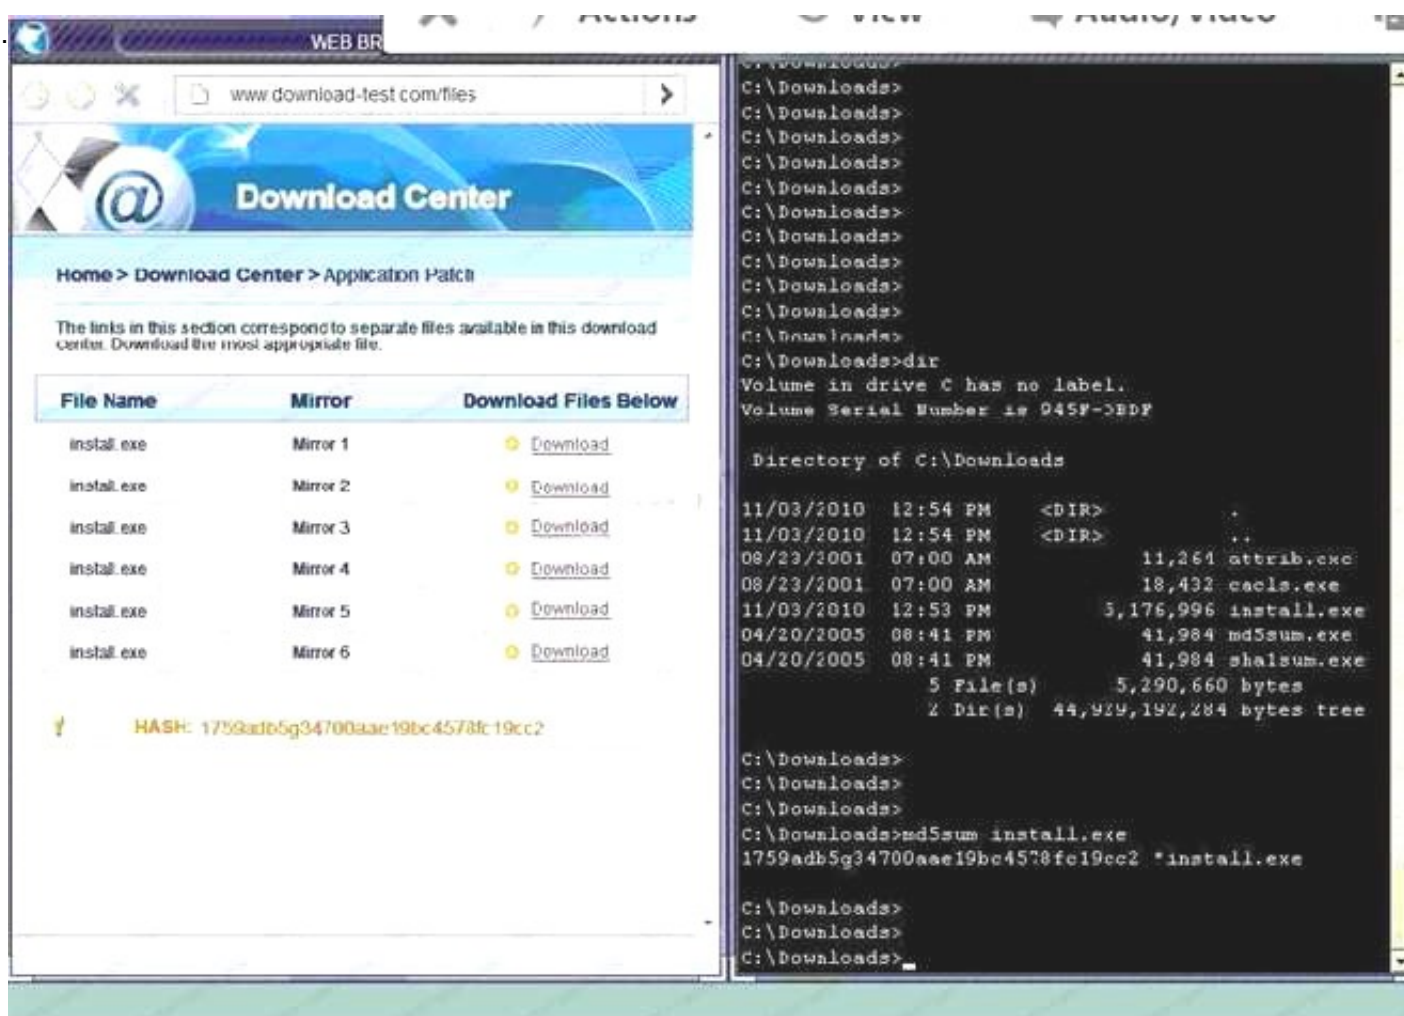 Actions View Audio/Video
WEB BR
www.download-test.com/files
@
Download Center
Home > Download Center > Application Patch
The links in this section correspond to separate files available in this download
center. Download the most appropriate file.
File Name Mirror Download Files Below
install.exe Mirror 1 Download
install.exe Mirror 2 Download
install.exe Mirror 3 Download
install.exe Mirror 4 Download
install.exe Mirror 5 Download
install.exe Mirror 6 Download
HASH: 1759adb5g34700aae19bc4578fc19cc2
C:\Downloads>
C:\Downloads>
C:\Downloads>
C:\Downloads>
C:\Downloads>
C:\Downloads>
C:\Downloads>
C:\Downloads>
C:\Downloads>
C:\Downloads>
C:\Downloads>
C:\Downloads>
C:\Downloads>dir
Volume in drive C has no label.
Volume Serial Number is
Directory of C:\Downloads
11/03/2010 12:54 PM <DIR> .
11/03/2010 12:54 PM <DIR> ..
08/23/2001 07:00 AM 11,264 attrib.exe
08/23/2001 07:00 AM 18,432 cacls.exe
11/03/2010 12:53 PM 5,176,996 install.exe
04/20/2005 08:41 PM 41,984 md5sum.exe
04/20/2005 08:41 PM 41,984 sha1sum.exe
5 File(s) 5,290,660 bytes
2 Dir(s) 44,929,192,284 bytes tree
C:\Downloads>
C:\Downloads>
C:\Downloads>
C:\Downloads>md5sum install.exe
1759adb5g34700aae19bc4578fc19cc2 *install.exe
C:\Downloads>
C:\Downloads>
C:\Downloads>_